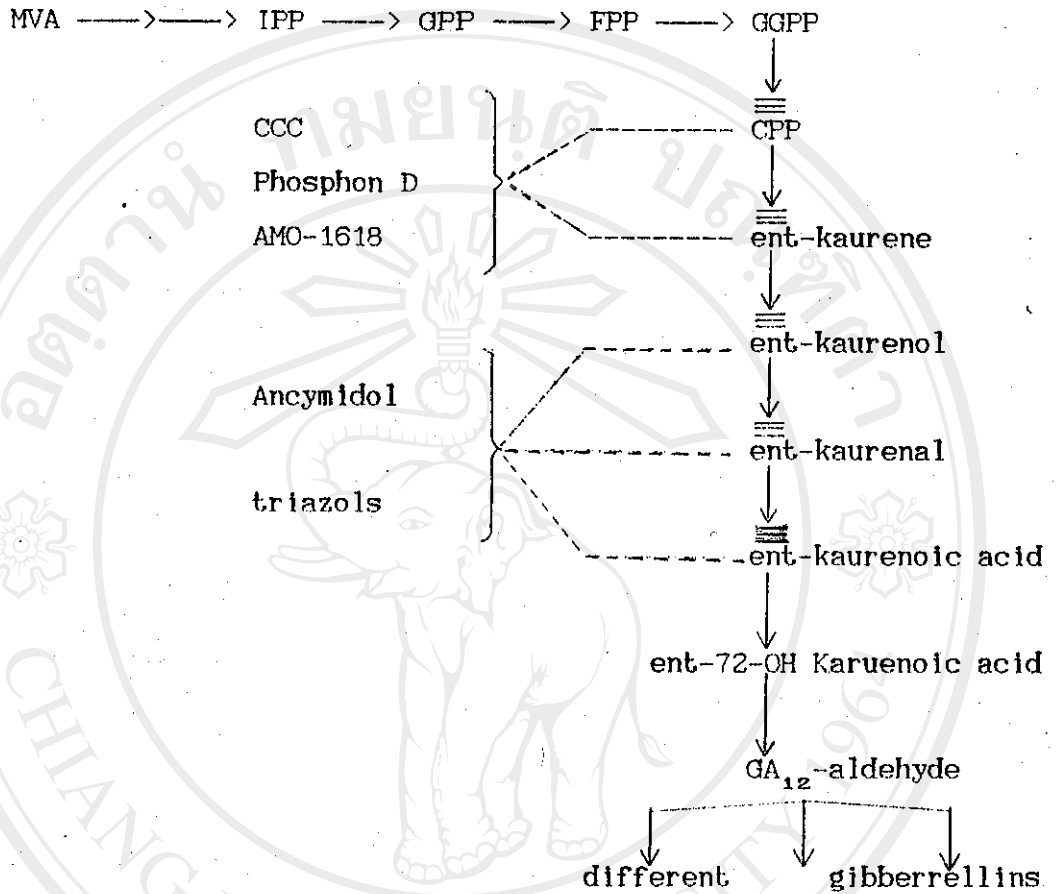 MVA ----->-----> IPP ----> GPP ----> FPP ----> GGPP
CCC
CPP
Phosphon D
AMO-1618
ent-kaurene
ent-kaurenol
Ancymidol
ent-kaurenal
triazols
ent-kaurenoic acid
ent-72-OH Karuenoic acid
GA₁₂-aldehyde
different gibberrellins